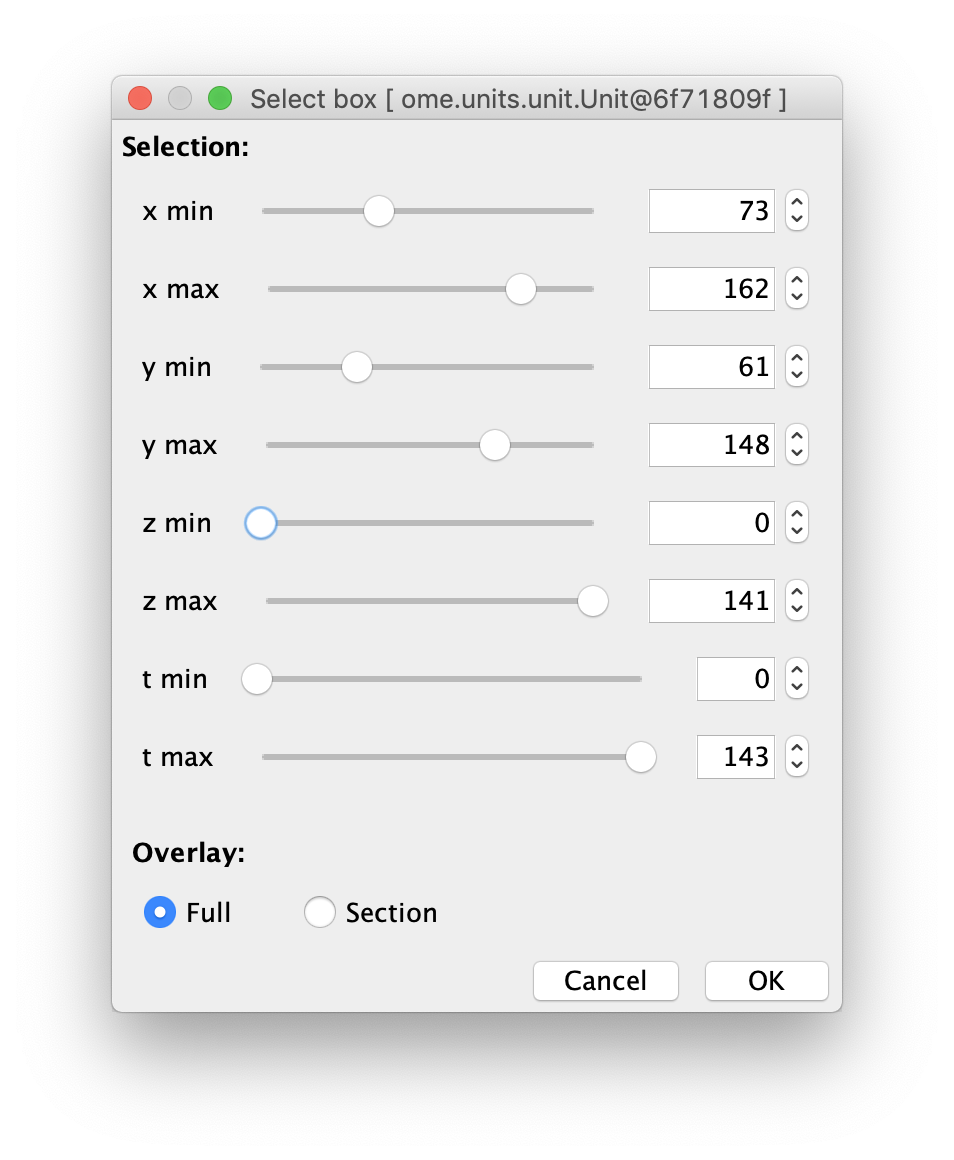 Select box [ ome.units.unit.Unit@6f71809f ]
Selection:
x min 73
x max 162
y min 61
y max 148
z min 0
z max 141
t min 0
t max 143
Overlay:
Full Section
Cancel OK